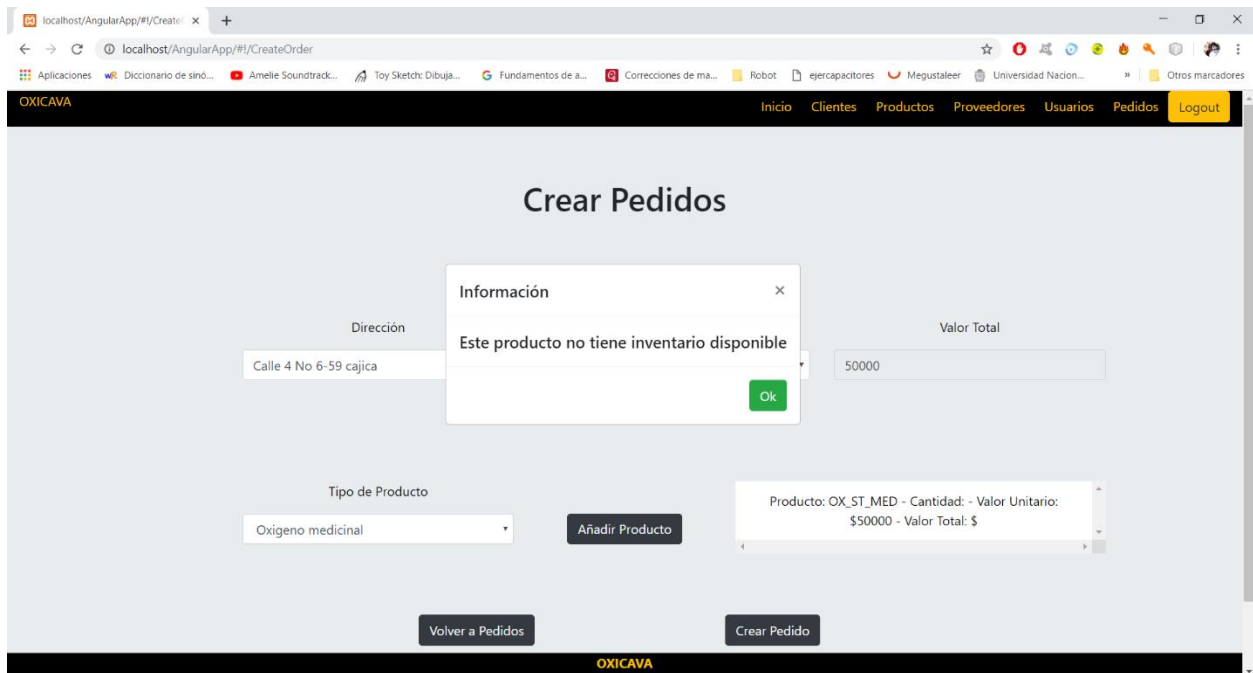 localhost/AngularApp/#!/Create
localhost/AngularApp/#!/CreateOrder
Aplicaciones
wR Diccionario de sinó...
Amelie Soundtrack...
Toy Sketch: Dibuja...
G Fundamentos de a...
Correcciones de ma...
Robot
ejercapacitores
Megustaleer
Universidad Nacion...
»
Otros marcadores
OXICAVA
Inicio Clientes Productos Proveedores Usuarios Pedidos Logout
Crear Pedidos
Información
Este producto no tiene inventario disponible
Ok
Dirección
Calle 4 No 6-59 cajica
Valor Total
50000
Tipo de Producto
Oxigeno medicinal
Añadir Producto
Producto: OX_ST_MED - Cantidad: - Valor Unitario:
$50000 - Valor Total: $
Volver a Pedidos
Crear Pedido
OXICAVA